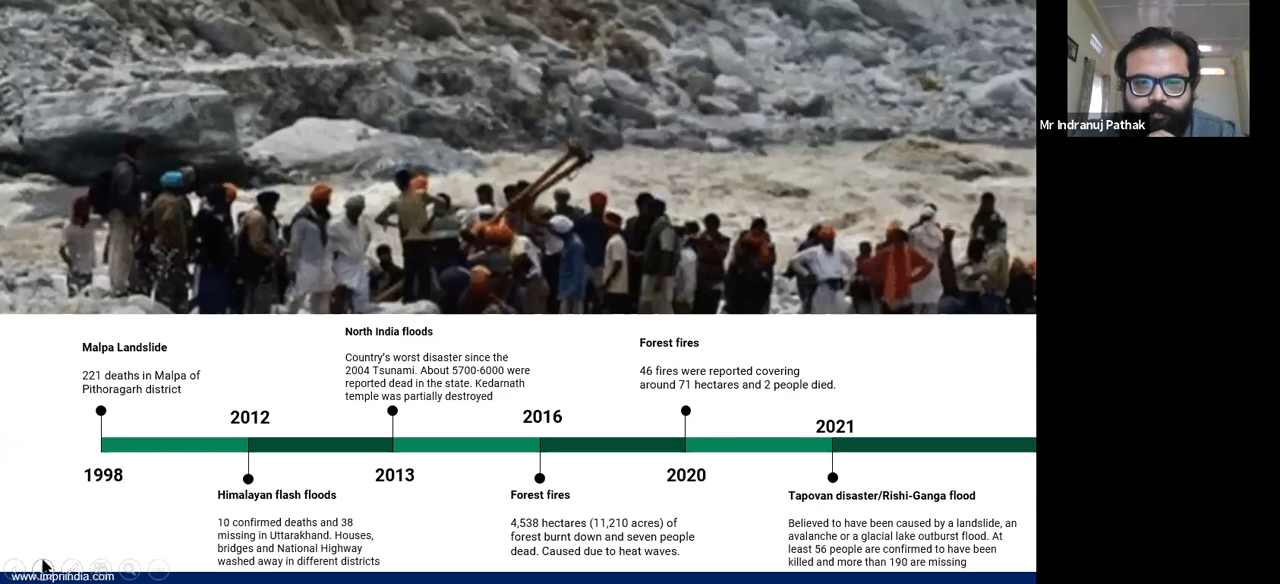 Mr Indranuj Pathak
Malpa Landslide
221 deaths in Malpa of
Pithoragarh district
1998
2012
Himalayan flash floods
10 confirmed deaths and 38
missing in Uttarakhand. Houses,
bridges and National Highway
washed away in different districts
North India floods
Country's worst disaster since the
2004 Tsunami. About 5700-6000 were
reported dead in the state. Kedarnath
temple was partially destroyed
2013
2016
Forest fires
4,538 hectares (11,210 acres) of
forest burnt down and seven people
dead. Caused due to heat waves.
Forest fires
46 fires were reported covering
around 71 hectares and 2 people died.
2020
2021
Tapovan disaster/Rishi-Ganga flood
Believed to have been caused by a landslide, an
avalanche or a glacial lake outburst flood. At
least 56 people are confirmed to have been
killed and more than 190 are missing
www.impriindia.com